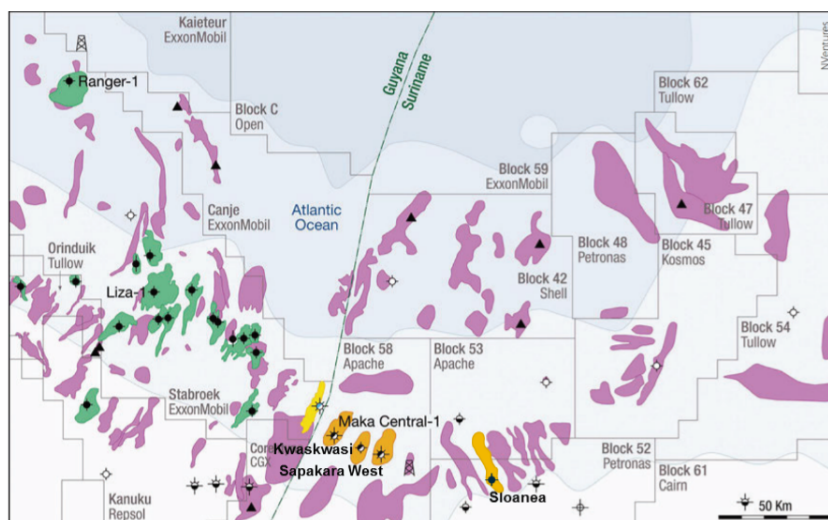 Kaieteur
ExxonMobil
Ranger-1
Guyana
Suriname
NVentures
Block 62
Tullow
Block C
Open
Block 59
ExxonMobil
Canje
ExxonMobil
Atlantic
Ocean
Block 47
Tullow
Orinduik
Tullow
Block 48
Petronas
Block 45
Kosmos
Block 42
Shell
Liza-1
Block 54
Tullow
Block 58
Apache
Block 53
Apache
Stabroek
ExxonMobil
Maka Central-1
Kwaskwasi
Sapakara West
CGX
Block 52
Petronas
Block 61
Cairn
Sloanea
Kanuku
Repsol
50 Km